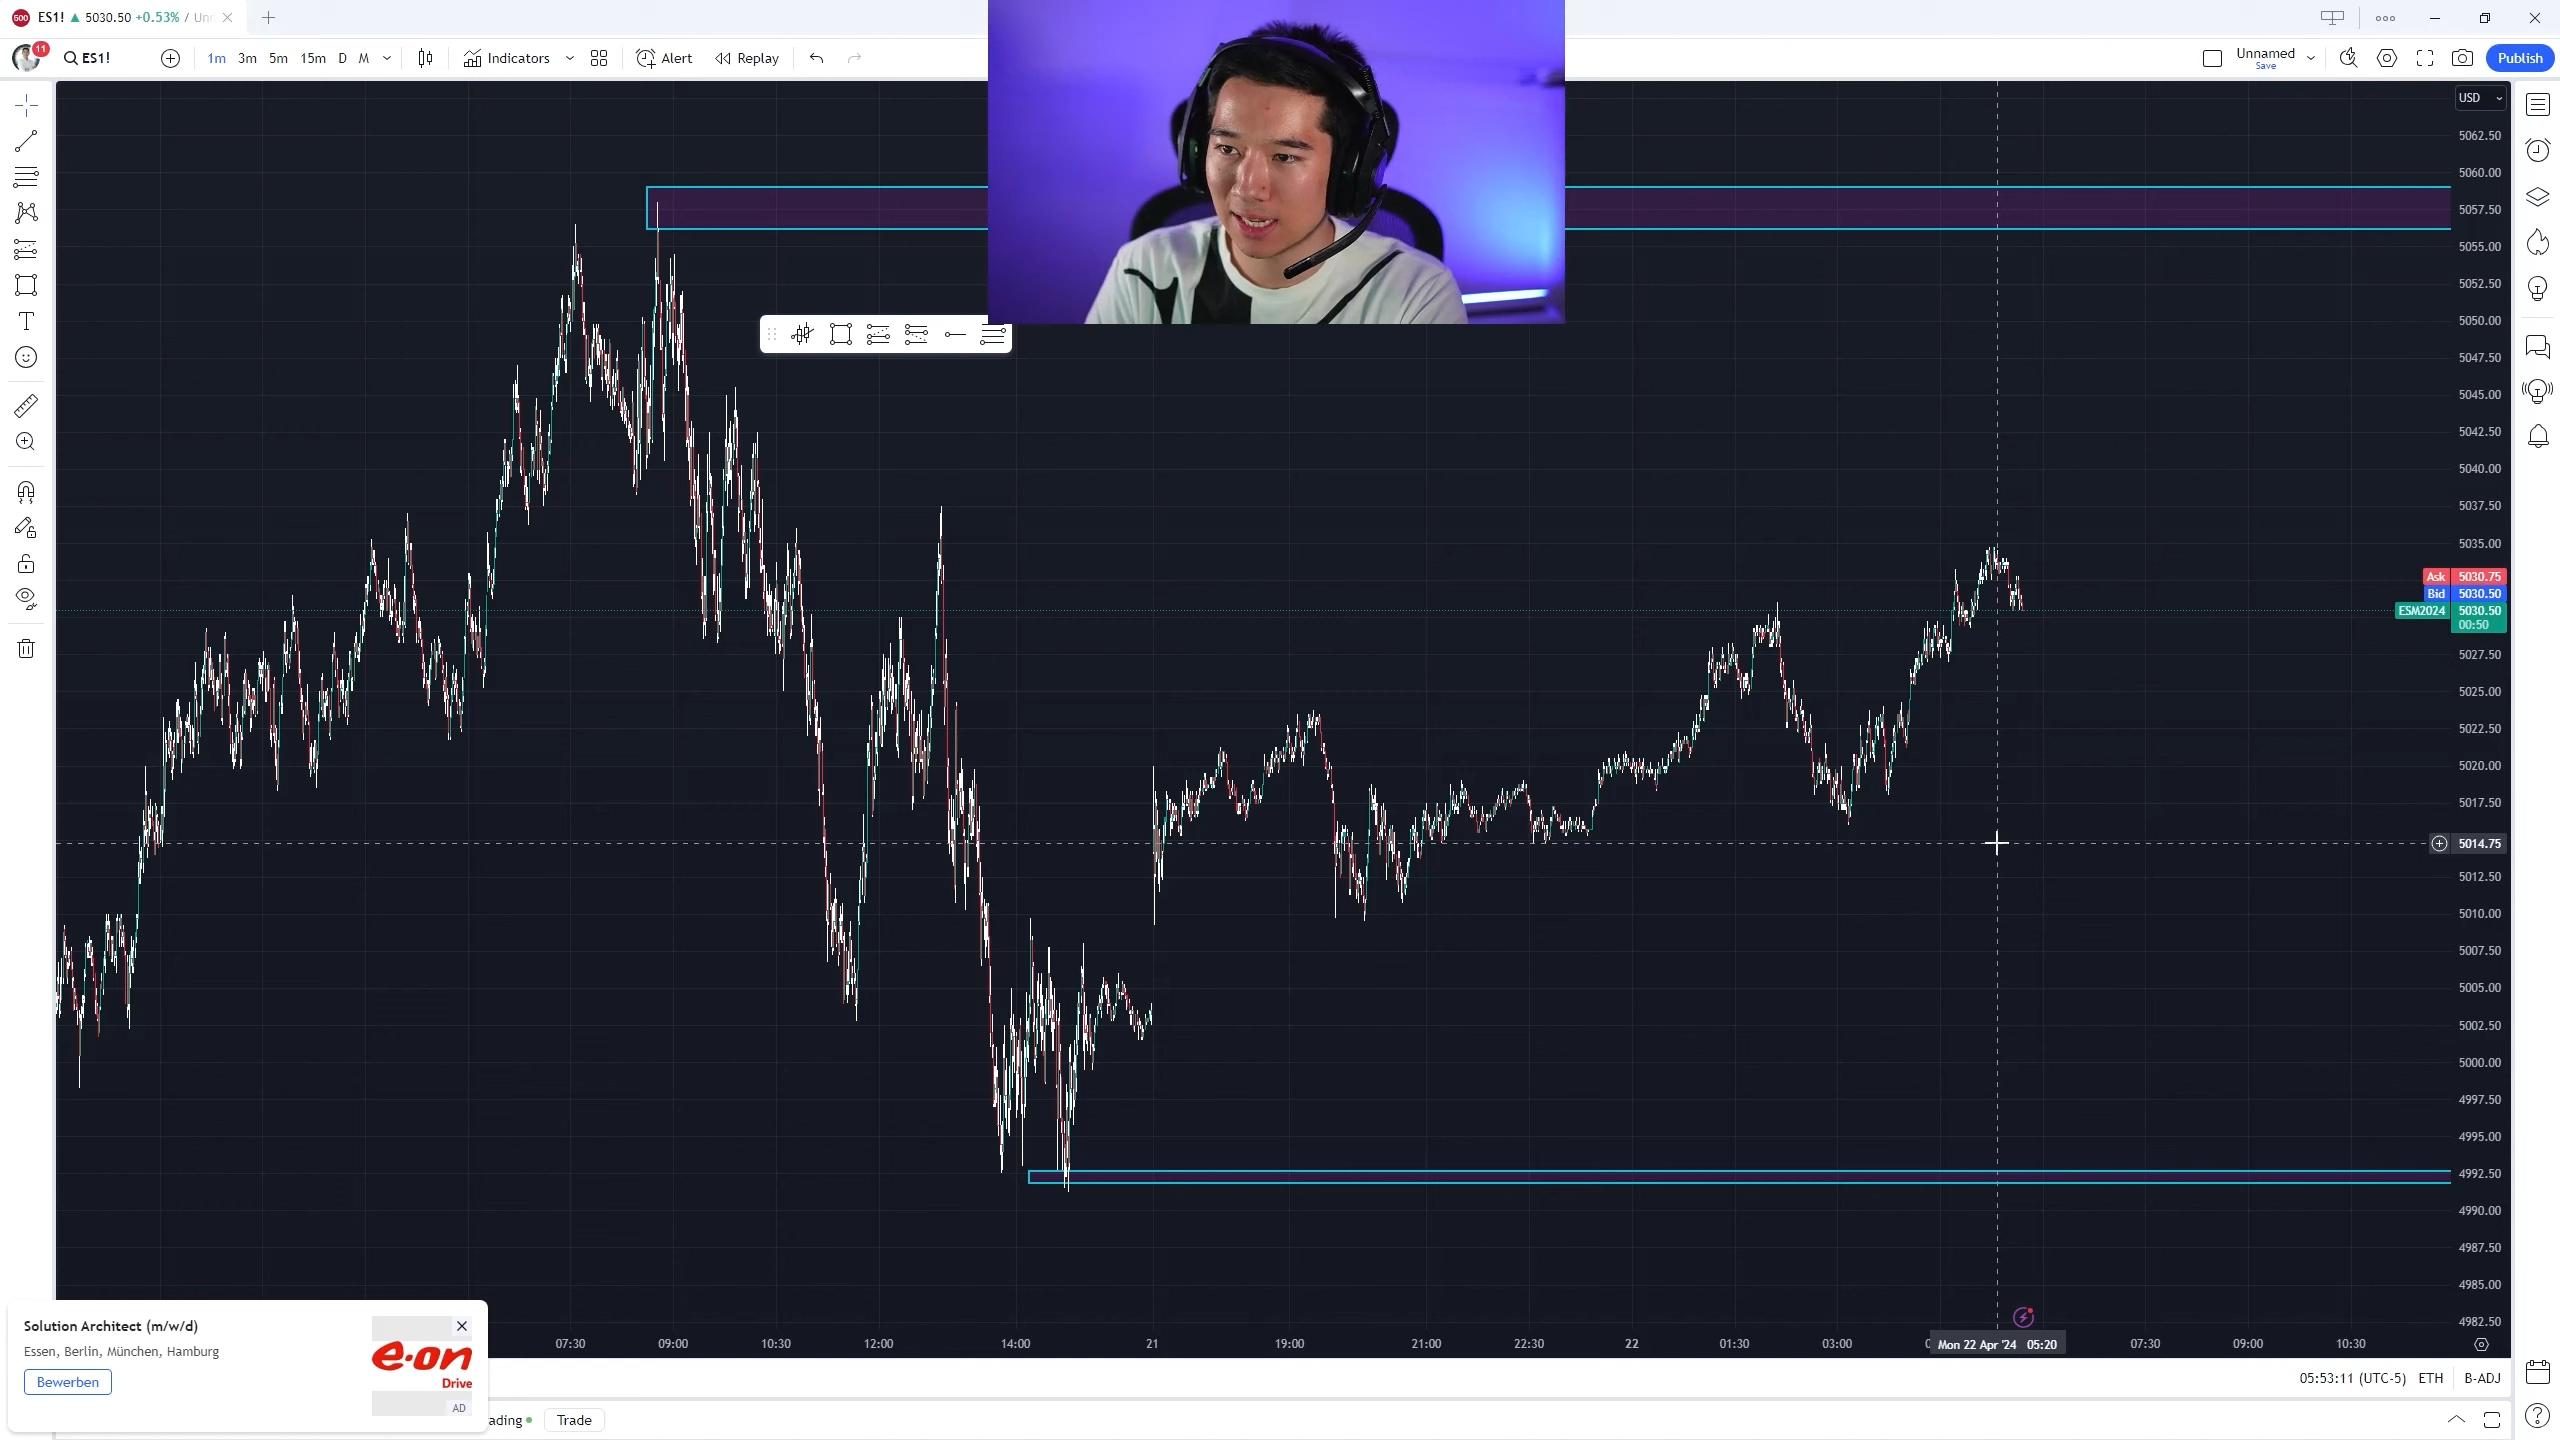 500 ES1! ▲ 5030.50 +0.53% / Un
11 ES1! 1m 3m 5m 15m D M Indicators Alert Replay
Unnamed
Save
Publish
USD
5062.50
5060.00
5057.50
5055.00
5052.50
5050.00
5047.50
5045.00
5042.50
5040.00
5037.50
5035.00
Ask 5030.75
Bid 5030.50
ESM2024 5030.50
00:50
5027.50
5025.00
5022.50
5020.00
5017.50
5014.75
5012.50
5010.00
5007.50
5005.00
5002.50
5000.00
4997.50
4995.00
4992.50
4990.00
4987.50
4985.00
4982.50
07:30 09:00 10:30 12:00 14:00 21 19:00 21:00 22:30 22 01:30 03:00 Mon 22 Apr '24 05:20 07:30 09:00 10:30
Solution Architect (m/w/d)
Essen, Berlin, München, Hamburg
Bewerben
e·on
Drive
AD
05:53:11 (UTC-5) ETH B-ADJ
ading Trade